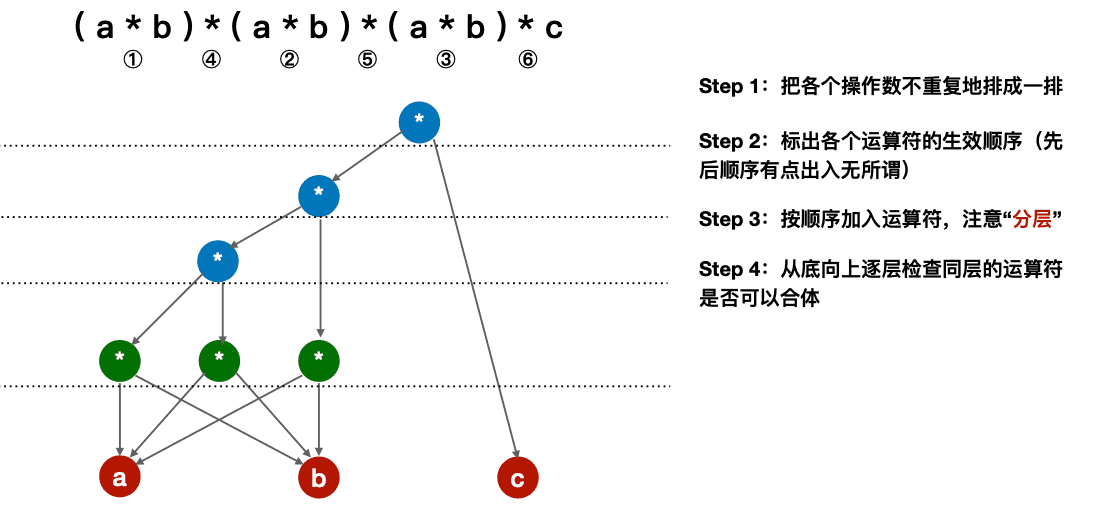 (a*b)*(a*b)*(a*b)*c
① ④ ② ⑤ ③ ⑥
Step 1：把各个操作数不重复地排成一排
Step 2：标出各个运算符的生效顺序（先
后顺序有点出入无所谓）
Step 3：按顺序加入运算符，注意“分层”
Step 4：从底向上逐层检查同层的运算符
是否可以合体
*
*
*
* * *
a b c